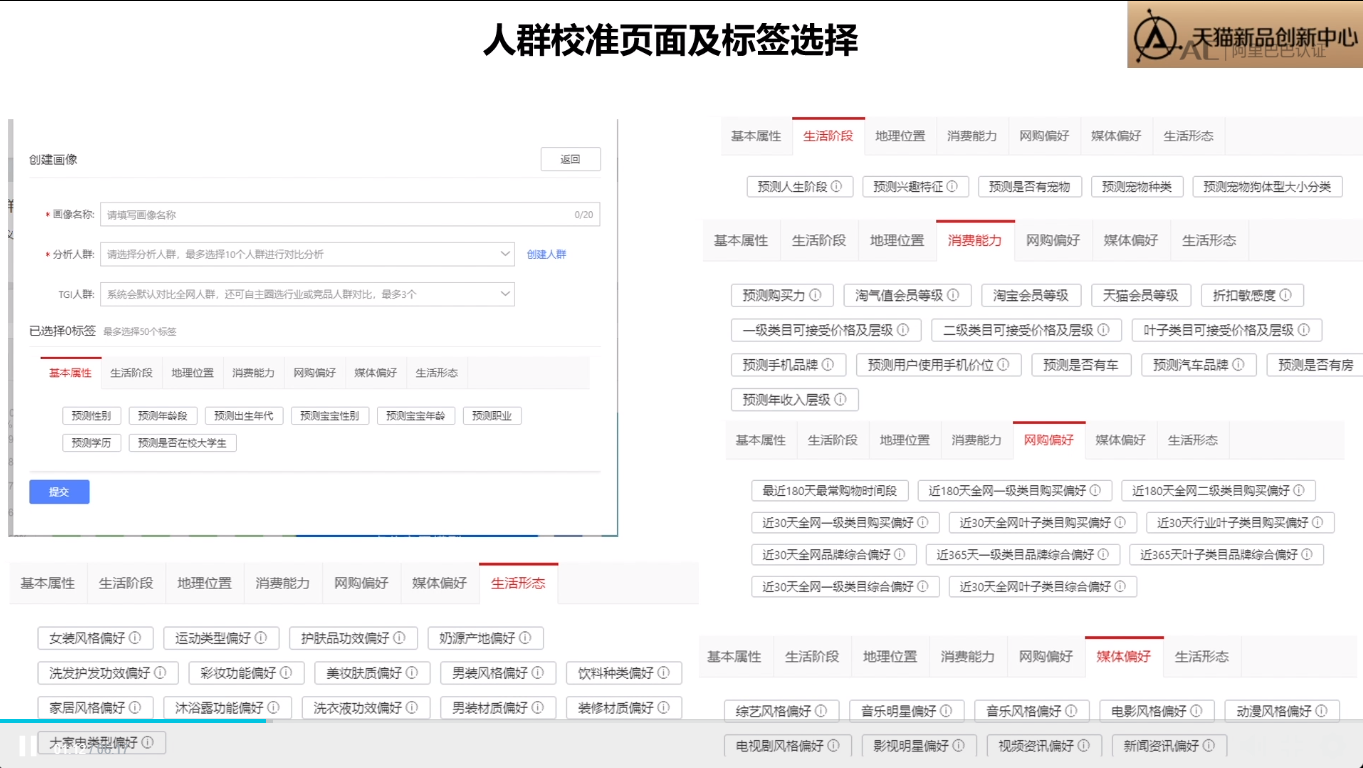 人群校准页面及标签选择
天猫新品创新中心
AL 阿里巴巴认证
创建画像
返回
* 画像名称: 请填写画像名称 0/20
* 分析人群: 请选择分析人群，最多选择10个人群进行对比分析 创建人群
TGI人群: 系统会默认对比全网人群，还可自主圈选行业或竞品人群对比，最多3个
已选择0标签 最多选择50个标签
基本属性 生活阶段 地理位置 消费能力 网购偏好 媒体偏好 生活形态
预测性别 预测年龄段 预测出生年代 预测宝宝性别 预测宝宝年龄 预测职业
预测学历 预测是否在校大学生
提交
基本属性 生活阶段 地理位置 消费能力 网购偏好 媒体偏好 生活形态
女装风格偏好 运动类型偏好 护肤品功效偏好 奶源产地偏好
洗发护发功效偏好 彩妆功能偏好 美妆肤质偏好 男装风格偏好 饮料种类偏好
家居风格偏好 沐浴露功能偏好 洗衣液功效偏好 男装材质偏好 装修材质偏好
大家电类型偏好
基本属性 生活阶段 地理位置 消费能力 网购偏好 媒体偏好 生活形态
预测人生阶段 预测兴趣特征 预测是否有宠物 预测宠物种类 预测宠物狗体型大小分类
基本属性 生活阶段 地理位置 消费能力 网购偏好 媒体偏好 生活形态
预测购买力 淘气值会员等级 淘宝会员等级 天猫会员等级 折扣敏感度
一级类目可接受价格及层级 二级类目可接受价格及层级 叶子类目可接受价格及层级
预测手机品牌 预测用户使用手机价位 预测是否有车 预测汽车品牌 预测是否有房
预测年收入层级
基本属性 生活阶段 地理位置 消费能力 网购偏好 媒体偏好 生活形态
最近180天最常购物时间段 近180天全网一级类目购买偏好 近180天全网二级类目购买偏好
近30天全网一级类目购买偏好 近30天全网叶子类目购买偏好 近30天行业叶子类目购买偏好
近30天全网品牌综合偏好 近365天一级类目品牌综合偏好 近365天叶子类目品牌综合偏好
近30天全网一级类目综合偏好 近30天全网叶子类目综合偏好
基本属性 生活阶段 地理位置 消费能力 网购偏好 媒体偏好 生活形态
综艺风格偏好 音乐明星偏好 音乐风格偏好 电影风格偏好 动漫风格偏好
电视剧风格偏好 影视明星偏好 视频资讯偏好 新闻资讯偏好